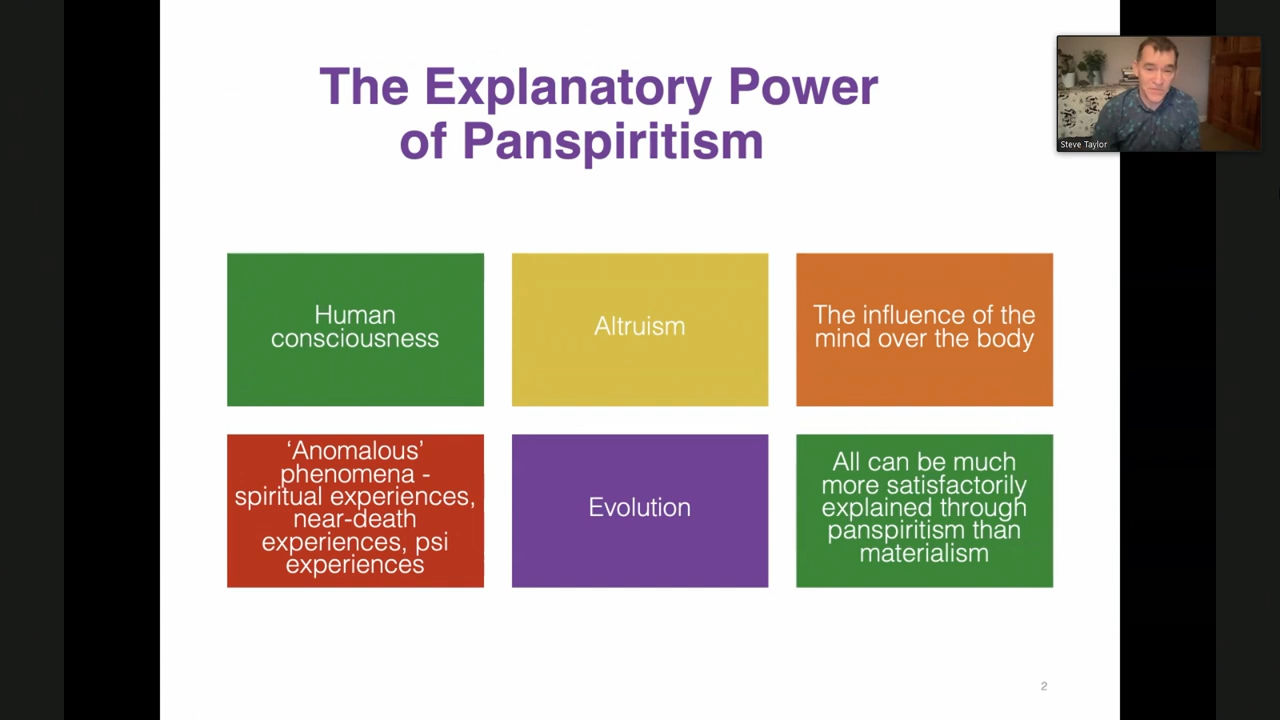 The Explanatory Power
of Panspiritism
Steve Taylor
Human
consciousness
Altruism
The influence of the
mind over the body
‘Anomalous’
phenomena -
spiritual experiences,
near-death
experiences, psi
experiences
Evolution
All can be much
more satisfactorily
explained through
panspiritism than
materialism
2